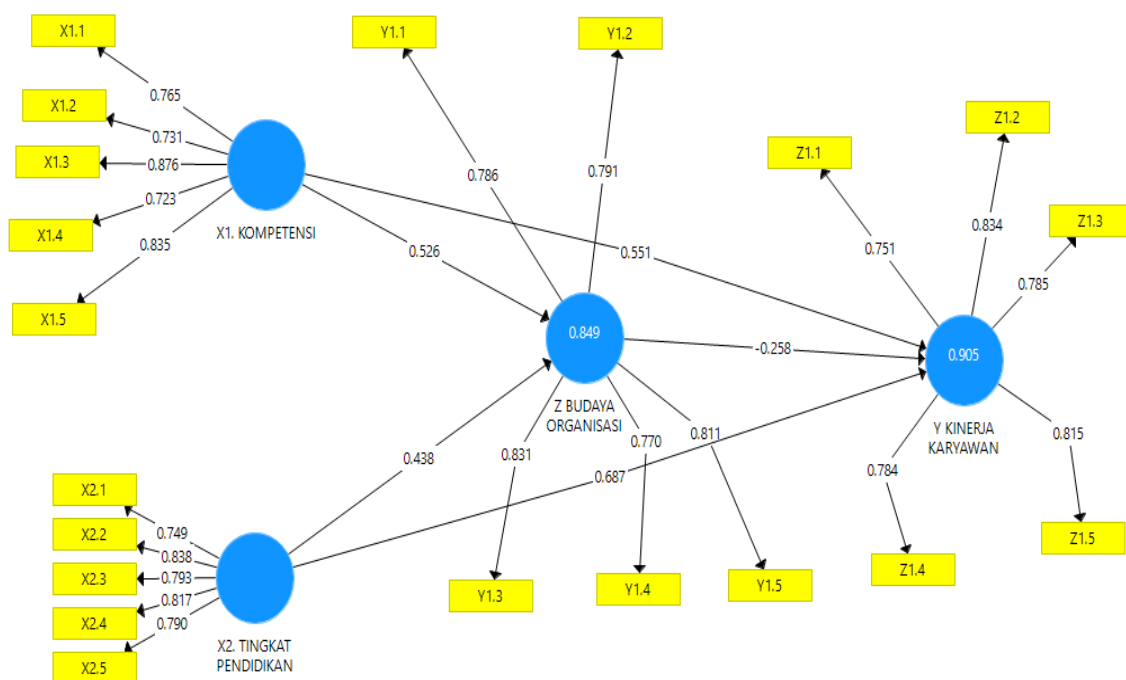 X1.1
X1.2
X1.3
X1.4
X1.5
0.765
0.731
0.876
0.723
0.835
X1. KOMPETENSI
Y1.1
Y1.2
0.786
0.791
0.526
0.551
0.849
Z BUDAYA
ORGANISASI
-0.258
0.438
0.687
0.831
0.770
0.811
Y1.3
Y1.4
Y1.5
Z1.1
Z1.2
Z1.3
0.751
0.834
0.785
0.905
Y KINERJA
KARYAWAN
0.784
0.815
Z1.4
Z1.5
X2.1
X2.2
X2.3
X2.4
X2.5
0.749
0.838
0.793
0.817
0.790
X2. TINGKAT
PENDIDIKAN